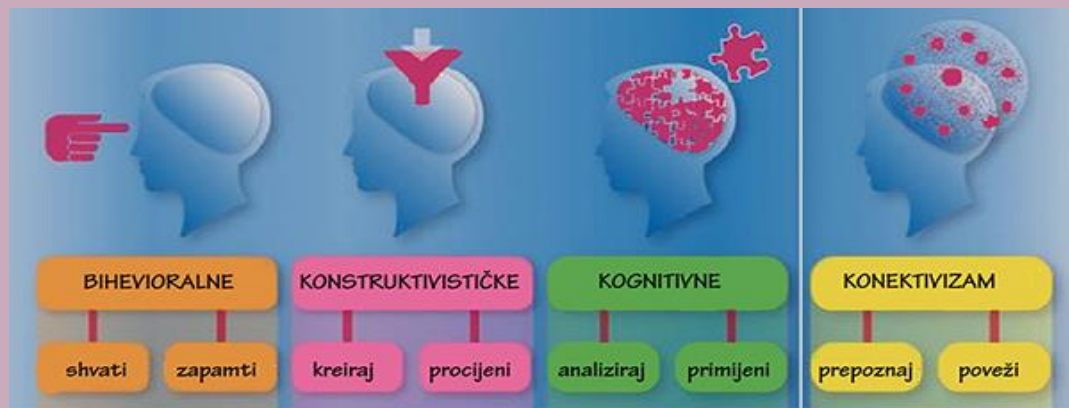 BIHEVIORALNE
KONSTRUKTIVISTIČKE
KOGNITIVNE
KONEKTIVIZAM
shvati
zapamti
kreiraj
procijeni
analiziraj
primijeni
prepoznaj
poveži